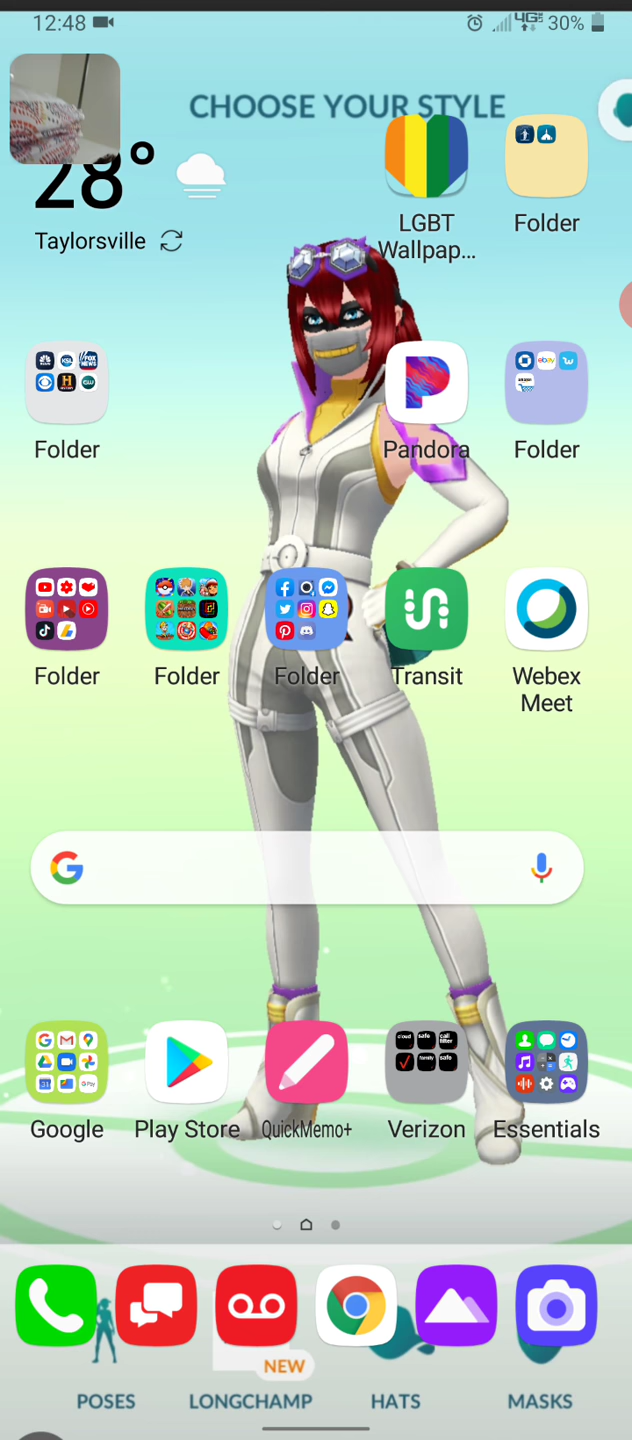 12:48
4G
30%
CHOOSE YOUR STYLE
28°
Taylorsville
LGBT
Wallpap...
Folder
Folder
Pandora
Folder
Folder
Folder
Folder
Transit
Webex
Meet
G
Google
Play Store
QuickMemo+
Verizon
Essentials
NEW
POSES
LONGCHAMP
HATS
MASKS